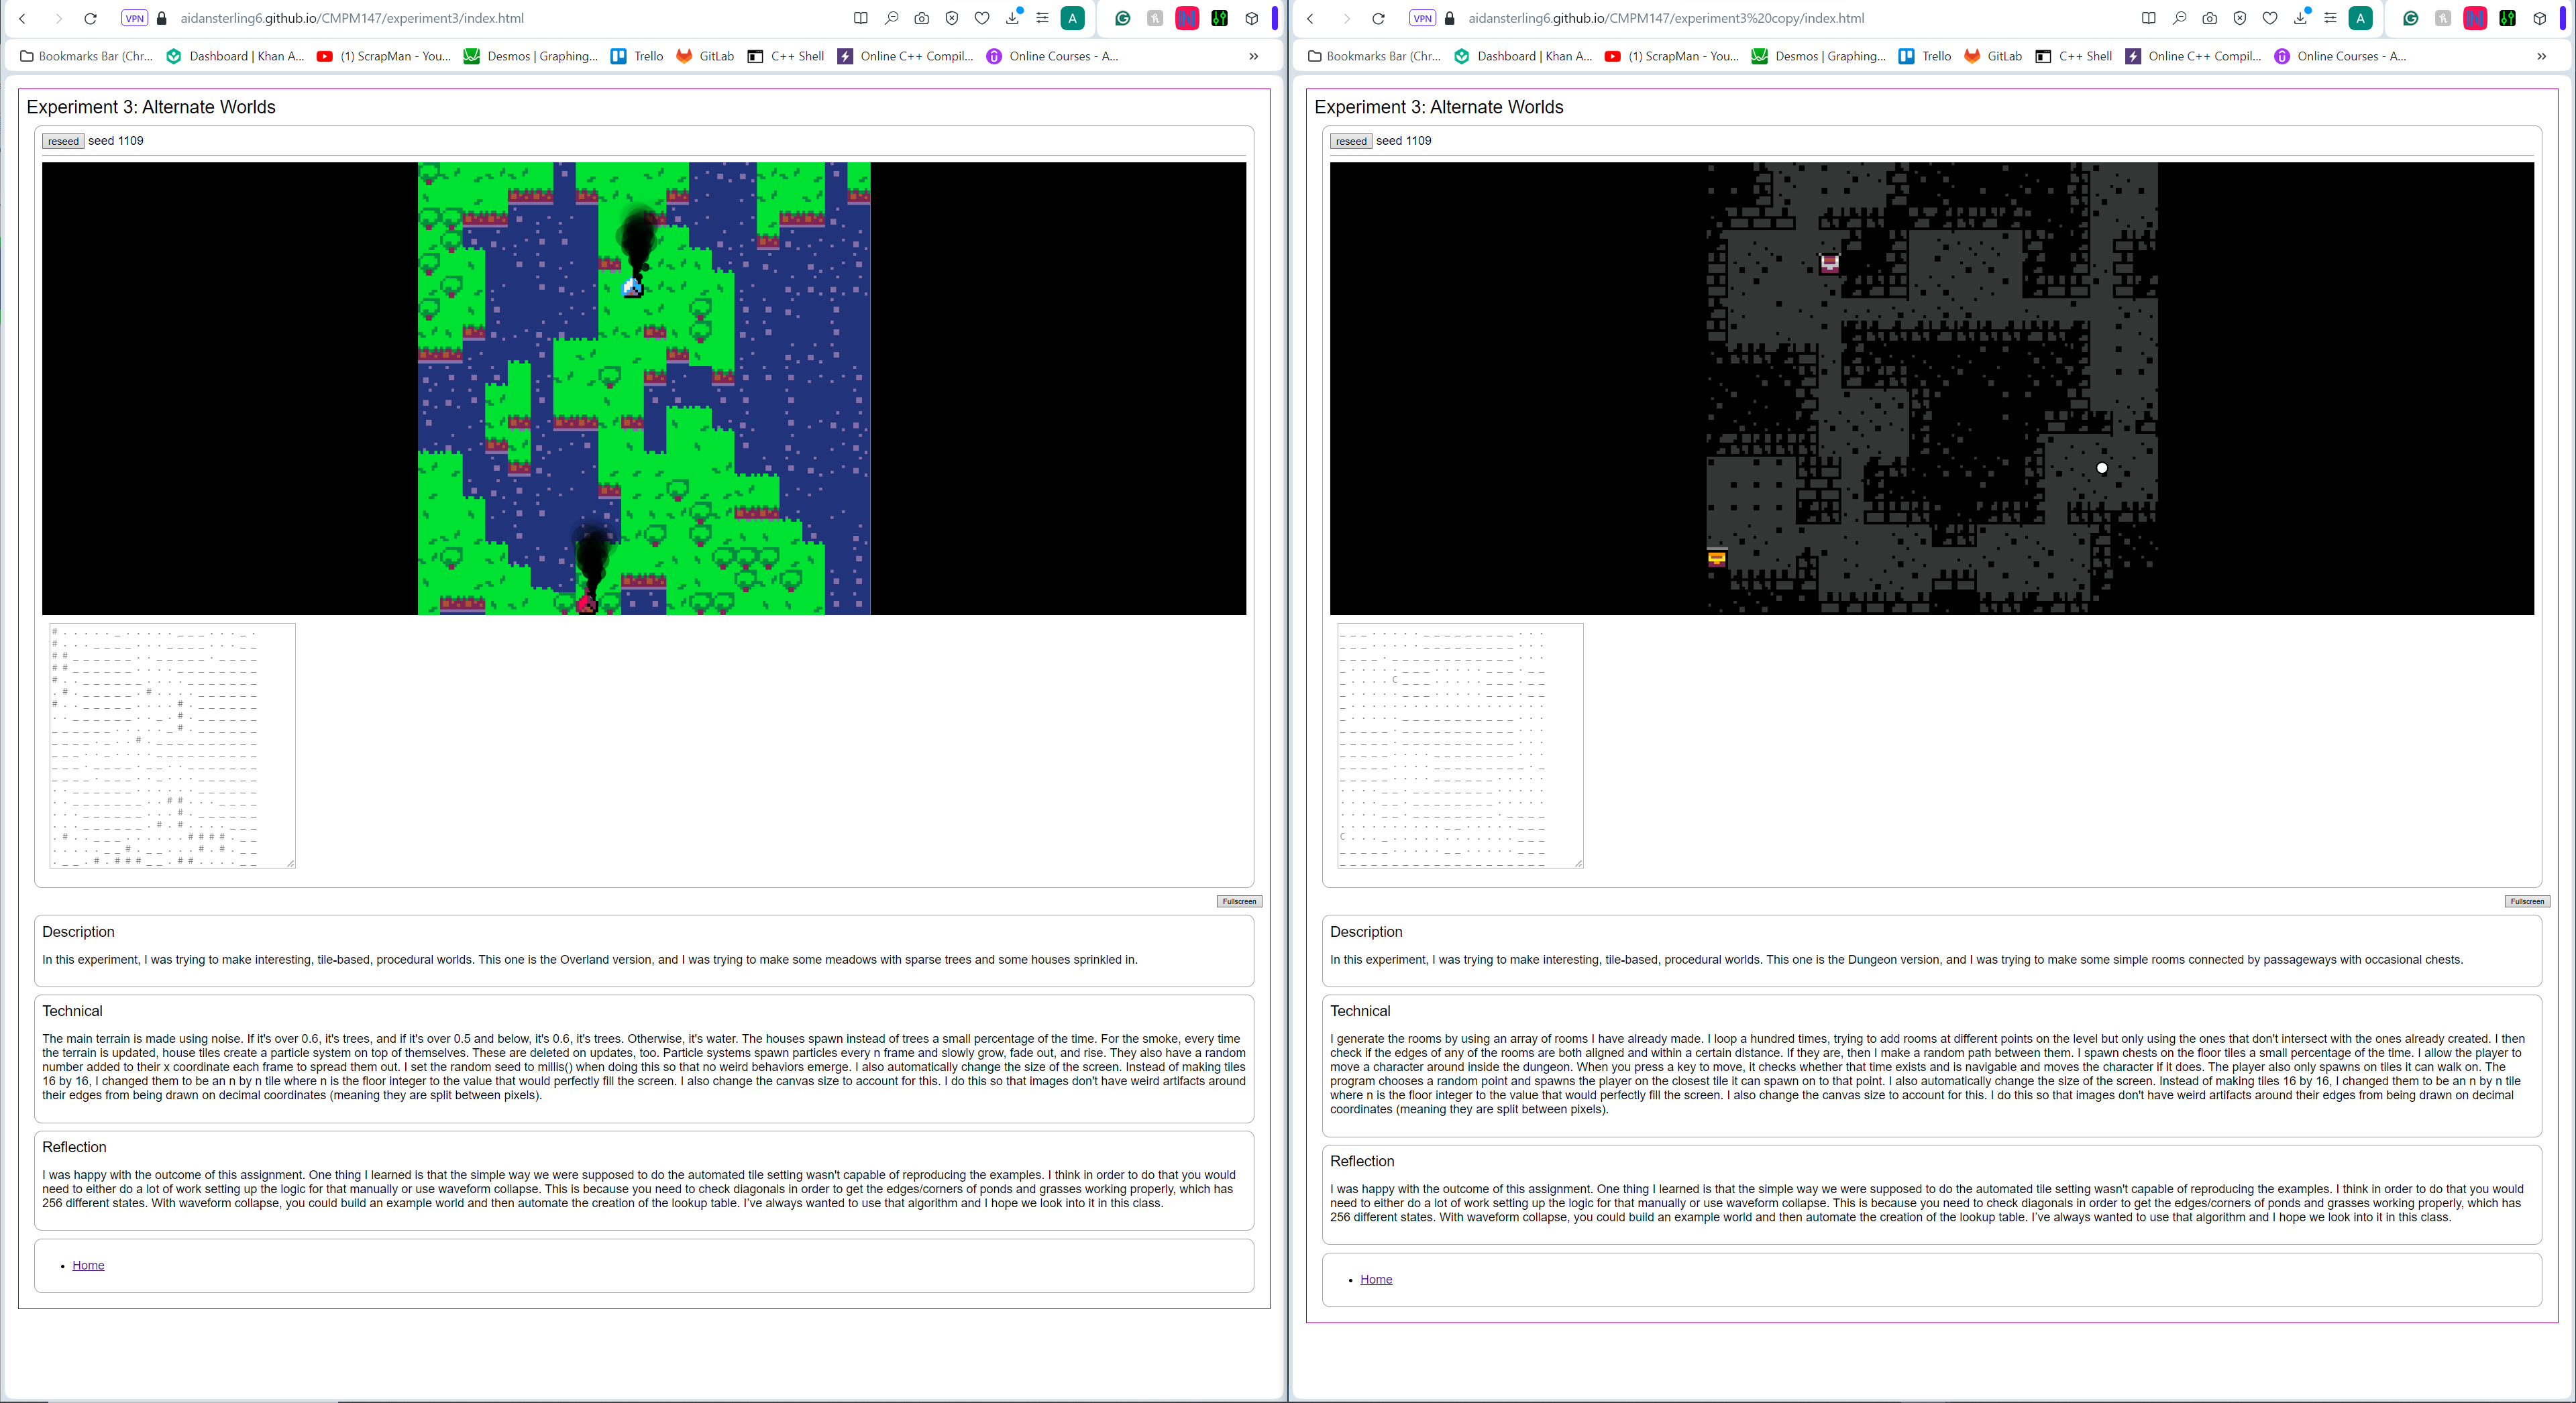 VPN
aidansterling6.github.io/CMPM147/experiment3/index.html
A
Bookmarks Bar (Chr...
Dashboard | Khan A...
(1) ScrapMan - You...
Desmos | Graphing...
Trello
GitLab
C++ Shell
Online C++ Compil...
Online Courses - A...
»
Experiment 3: Alternate Worlds
reseed seed 1109
Fullscreen
Description
In this experiment, I was trying to make interesting, tile-based, procedural worlds. This one is the Overland version, and I was trying to make some meadows with sparse trees and some houses sprinkled in.
Technical
The main terrain is made using noise. If it's over 0.6, it's trees, and if it's over 0.5 and below, it's 0.6, it's trees. Otherwise, it's water. The houses spawn instead of trees a small percentage of the time. For the smoke, every time
the terrain is updated, house tiles create a particle system on top of themselves. These are deleted on updates, too. Particle systems spawn particles every n frame and slowly grow, fade out, and rise. They also have a random
number added to their x coordinate each frame to spread them out. I set the random seed to millis() when doing this so that no weird behaviors emerge. I also automatically change the size of the screen. Instead of making tiles
16 by 16, I changed them to be an n by n tile where n is the floor integer to the value that would perfectly fill the screen. I also change the canvas size to account for this. I do this so that images don't have weird artifacts around
their edges from being drawn on decimal coordinates (meaning they are split between pixels).
Reflection
I was happy with the outcome of this assignment. One thing I learned is that the simple way we were supposed to do the automated tile setting wasn't capable of reproducing the examples. I think in order to do that you would
need to either do a lot of work setting up the logic for that manually or use waveform collapse. This is because you need to check diagonals in order to get the edges/corners of ponds and grasses working properly, which has
256 different states. With waveform collapse, you could build an example world and then automate the creation of the lookup table. I've always wanted to use that algorithm and I hope we look into it in this class.
Home
VPN
aidansterling6.github.io/CMPM147/experiment3%20copy/index.html
A
Bookmarks Bar (Chr...
Dashboard | Khan A...
(1) ScrapMan - You...
Desmos | Graphing...
Trello
GitLab
C++ Shell
Online C++ Compil...
Online Courses - A...
»
Experiment 3: Alternate Worlds
reseed seed 1109
Fullscreen
Description
In this experiment, I was trying to make interesting, tile-based, procedural worlds. This one is the Dungeon version, and I was trying to make some simple rooms connected by passageways with occasional chests.
Technical
I generate the rooms by using an array of rooms I have already made. I loop a hundred times, trying to add rooms at different points on the level but only using the ones that don't intersect with the ones already created. I then
check if the edges of any of the rooms are both aligned and within a certain distance. If they are, then I make a random path between them. I spawn chests on the floor tiles a small percentage of the time. I allow the player to
move a character around inside the dungeon. When you press a key to move, it checks whether that time exists and is navigable and moves the character if it does. The player also only spawns on tiles it can walk on. The
program chooses a random point and spawns the player on the closest tile it can spawn on to that point. I also automatically change the size of the screen. Instead of making tiles 16 by 16, I changed them to be an n by n tile
where n is the floor integer to the value that would perfectly fill the screen. I also change the canvas size to account for this. I do this so that images don't have weird artifacts around their edges from being drawn on decimal
coordinates (meaning they are split between pixels).
Reflection
I was happy with the outcome of this assignment. One thing I learned is that the simple way we were supposed to do the automated tile setting wasn't capable of reproducing the examples. I think in order to do that you would
need to either do a lot of work setting up the logic for that manually or use waveform collapse. This is because you need to check diagonals in order to get the edges/corners of ponds and grasses working properly, which has
256 different states. With waveform collapse, you could build an example world and then automate the creation of the lookup table. I've always wanted to use that algorithm and I hope we look into it in this class.
Home